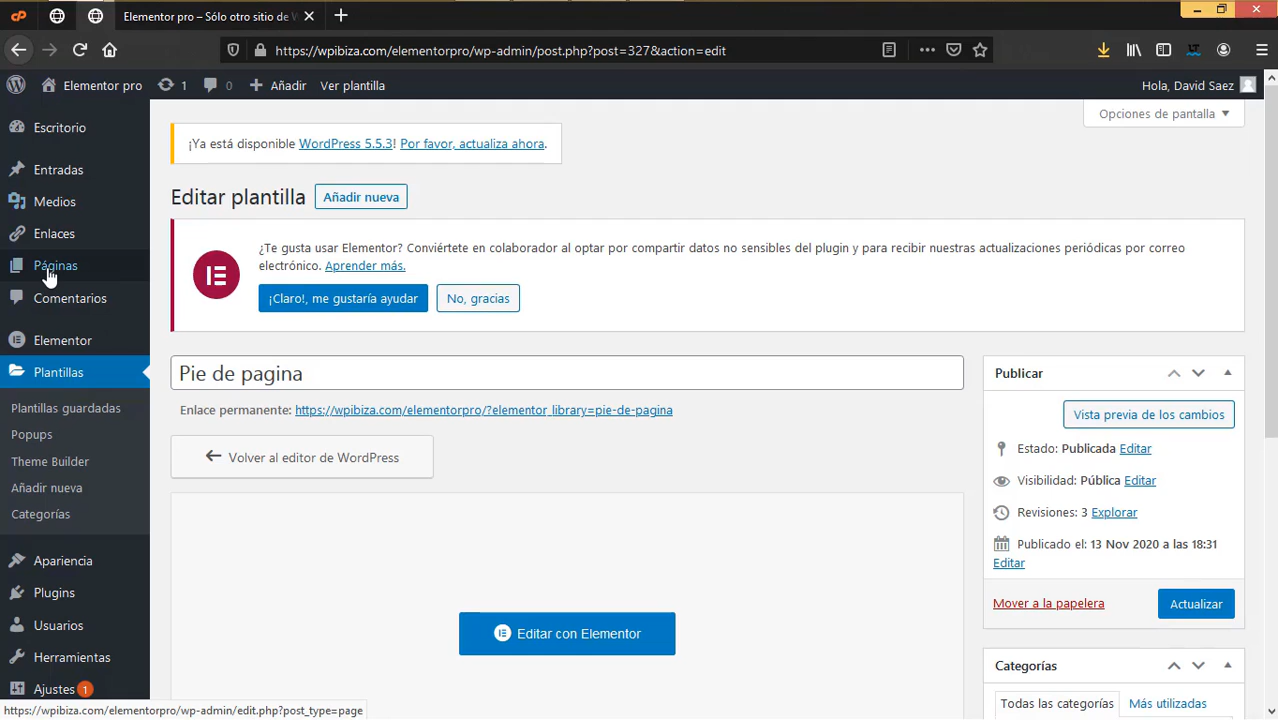 Elementor pro – Sólo otro sitio de W
https://wpibiza.com/elementorpro/wp-admin/post.php?post=327&action=edit
Elementor pro
1
0
Añadir
Ver plantilla
Hola, David Saez
Opciones de pantalla
Escritorio
Entradas
Medios
Enlaces
Páginas
Comentarios
Elementor
Plantillas
Plantillas guardadas
Popups
Theme Builder
Añadir nueva
Categorías
Apariencia
Plugins
Usuarios
Herramientas
Ajustes 1
¡Ya está disponible WordPress 5.5.3! Por favor, actualiza ahora.
Editar plantilla
Añadir nueva
¿Te gusta usar Elementor? Conviértete en colaborador al optar por compartir datos no sensibles del plugin y para recibir nuestras actualizaciones periódicas por correo
electrónico. Aprender más.
¡Claro!, me gustaría ayudar
No, gracias
Pie de pagina
Enlace permanente: https://wpibiza.com/elementorpro/?elementor_library=pie-de-pagina
Volver al editor de WordPress
Editar con Elementor
Publicar
Vista previa de los cambios
Estado: Publicada Editar
Visibilidad: Pública Editar
Revisiones: 3 Explorar
Publicado el: 13 Nov 2020 a las 18:31
Editar
Mover a la papelera
Actualizar
Categorías
Todas las categorías
Más utilizadas
https://wpibiza.com/elementorpro/wp-admin/edit.php?post_type=page